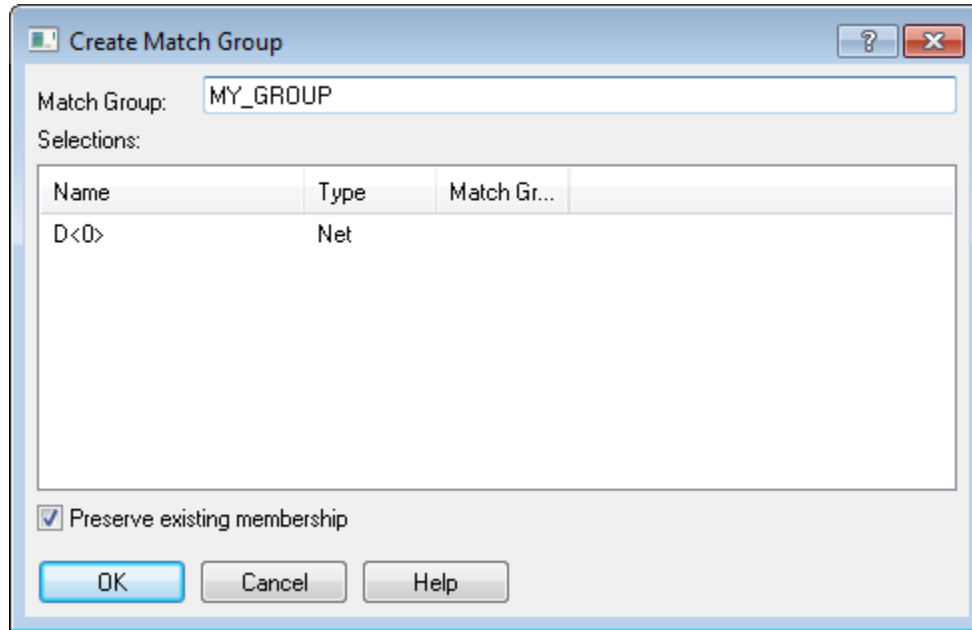 Create Match Group
Match Group: MY_GROUP
Selections:
Name Type Match Gr...
D<0> Net
Preserve existing membership
OK Cancel Help